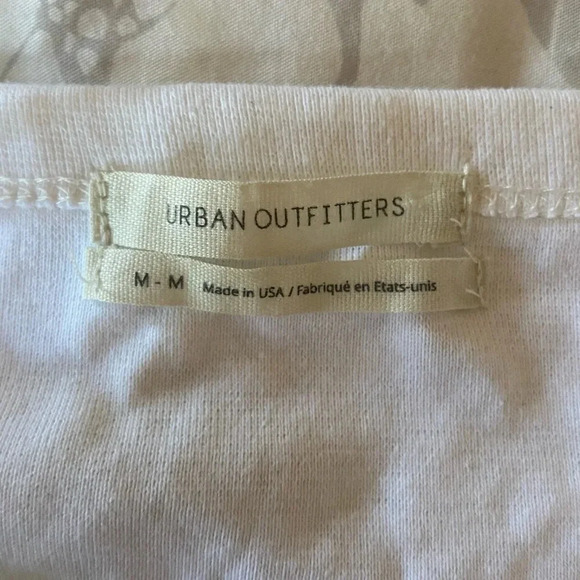 URBAN OUTFITTERS
M - M Made in USA / Fabriqué en Etats-unis